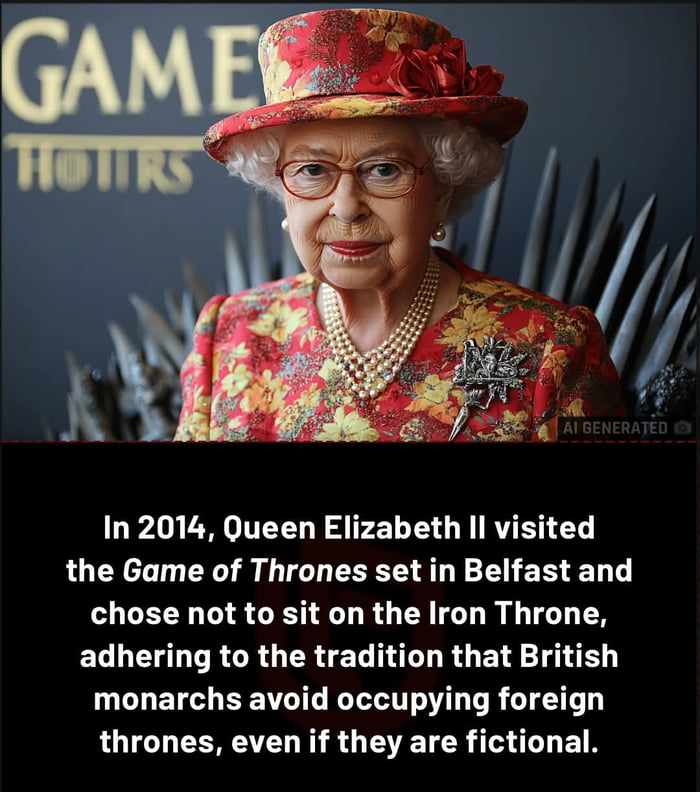 GAME
HOTIRS
AI GENERATED
In 2014, Queen Elizabeth II visited
the Game of Thrones set in Belfast and
chose not to sit on the Iron Throne,
adhering to the tradition that British
monarchs avoid occupying foreign
thrones, even if they are fictional.